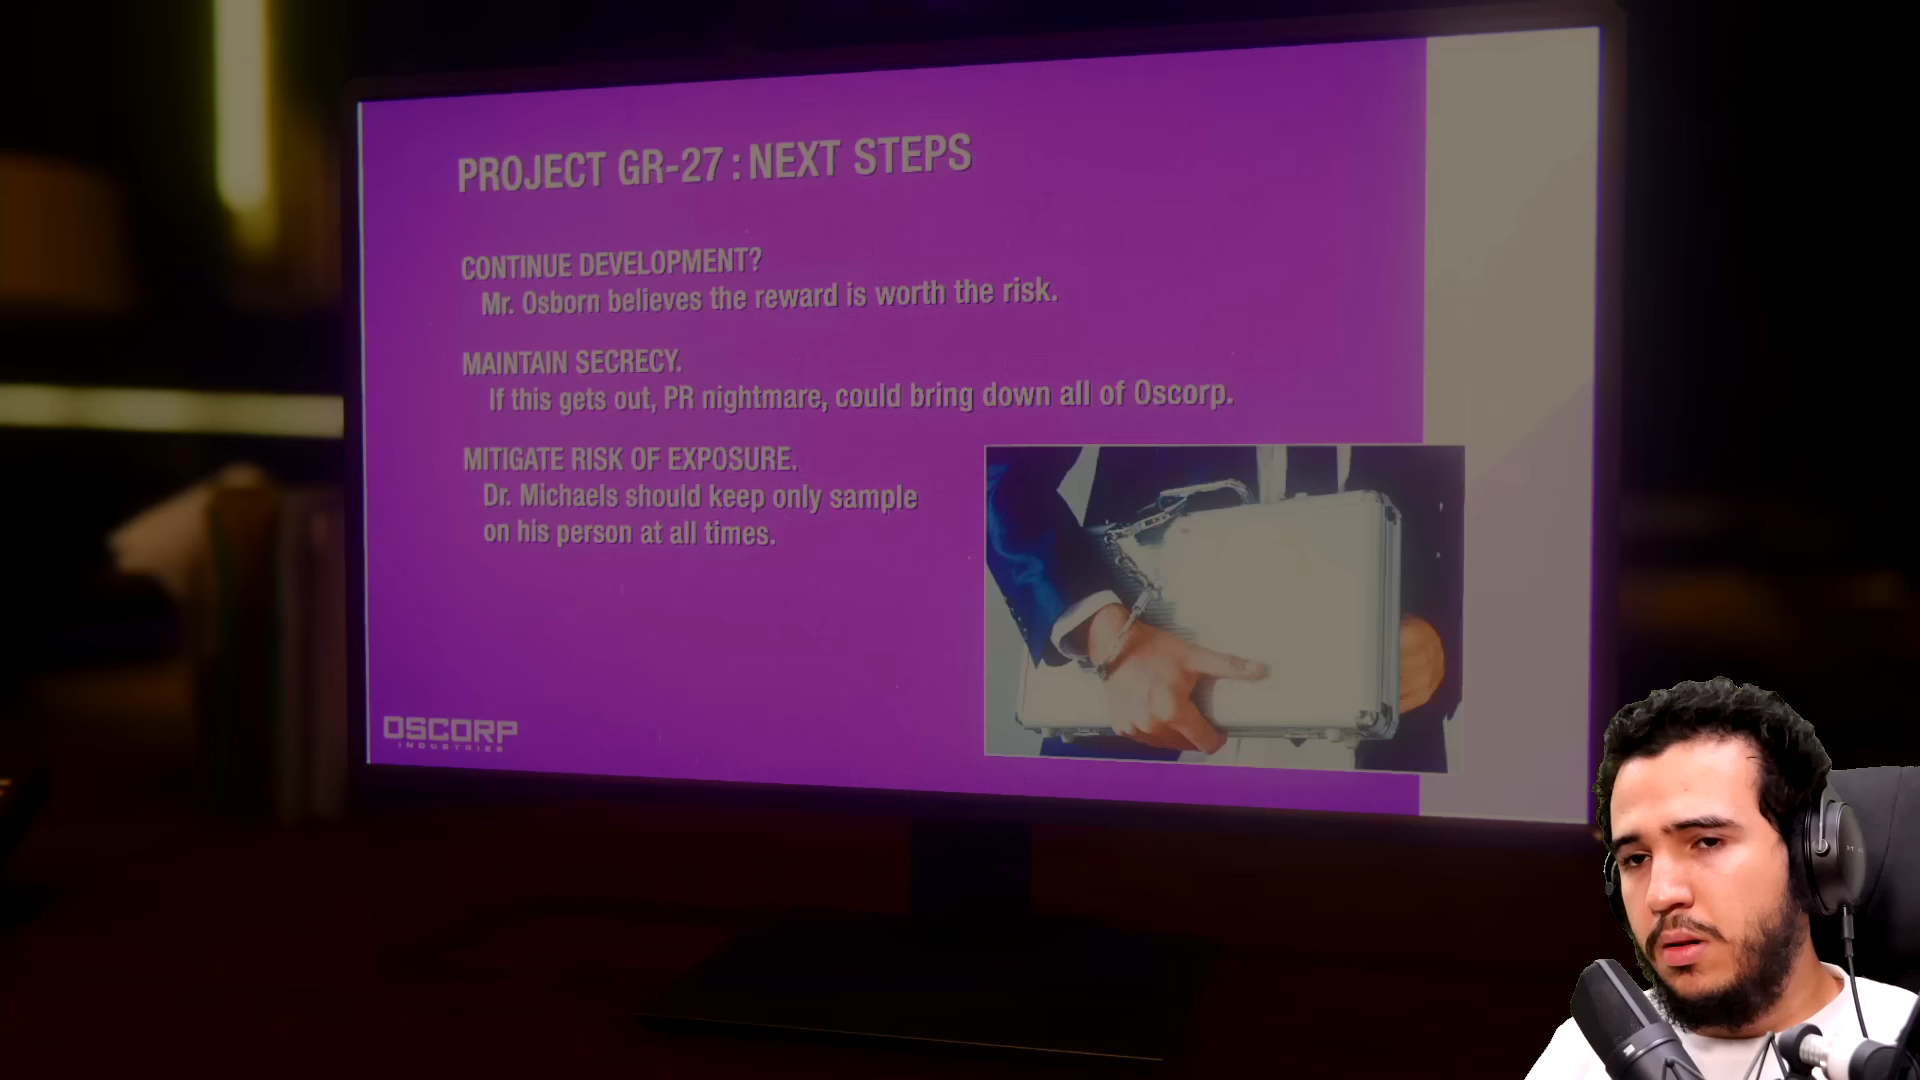 PROJECT GR-27 : NEXT STEPS
CONTINUE DEVELOPMENT?
Mr. Osborn believes the reward is worth the risk.
MAINTAIN SECRECY.
If this gets out, PR nightmare, could bring down all of Oscorp.
MITIGATE RISK OF EXPOSURE.
Dr. Michaels should keep only sample
on his person at all times.
OSCORP
INDUSTRIES